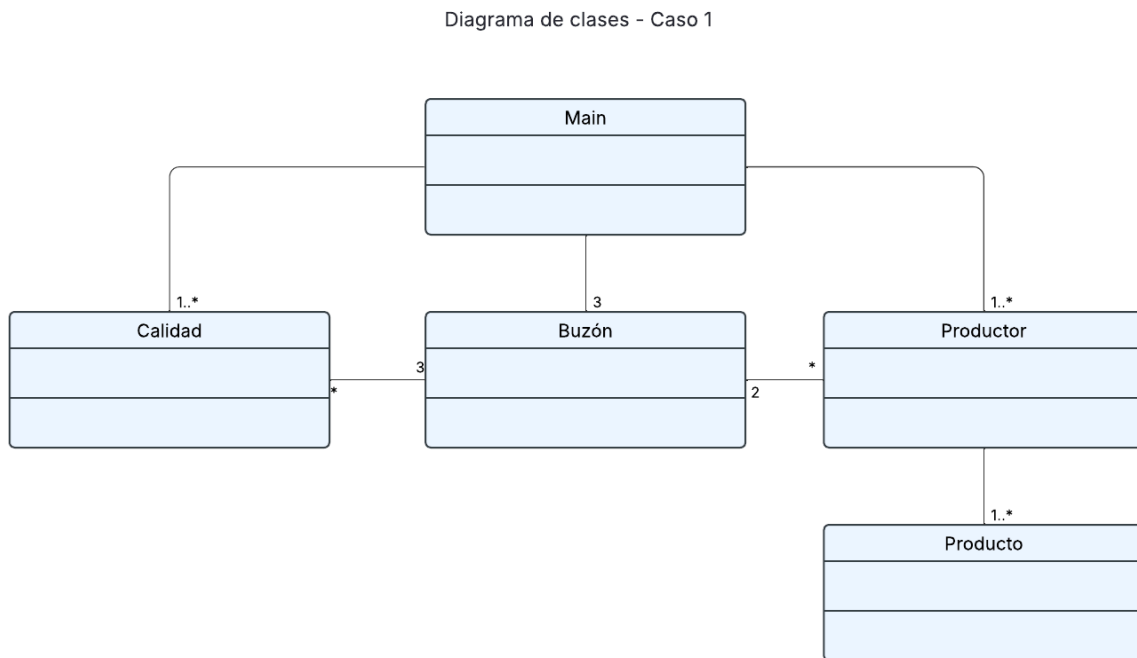 Diagrama de clases - Caso 1
Main
1..*
3
1..*
Calidad
Buzón
Productor
3
*
*
2
1..*
Producto